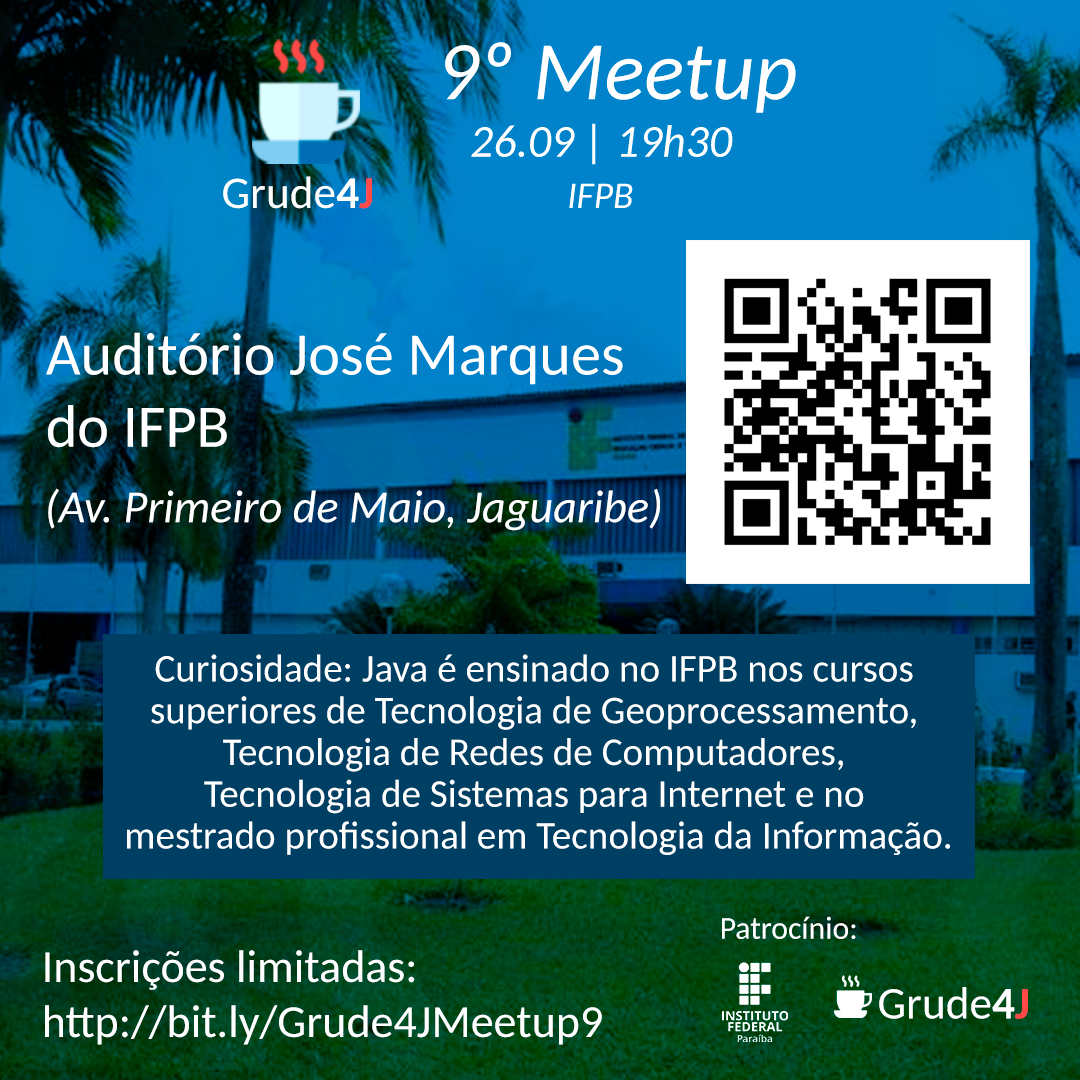 9º Meetup
26.09 | 19h30
IFPB
Grude4J
Auditório José Marques
do IFPB
(Av. Primeiro de Maio, Jaguaribe)
Curiosidade: Java é ensinado no IFPB nos cursos
superiores de Tecnologia de Geoprocessamento,
Tecnologia de Redes de Computadores,
Tecnologia de Sistemas para Internet e no
mestrado profissional em Tecnologia da Informação.
Inscrições limitadas:
http://bit.ly/Grude4JMeetup9
Patrocínio:
INSTITUTO
FEDERAL
Paraíba
Grude4J